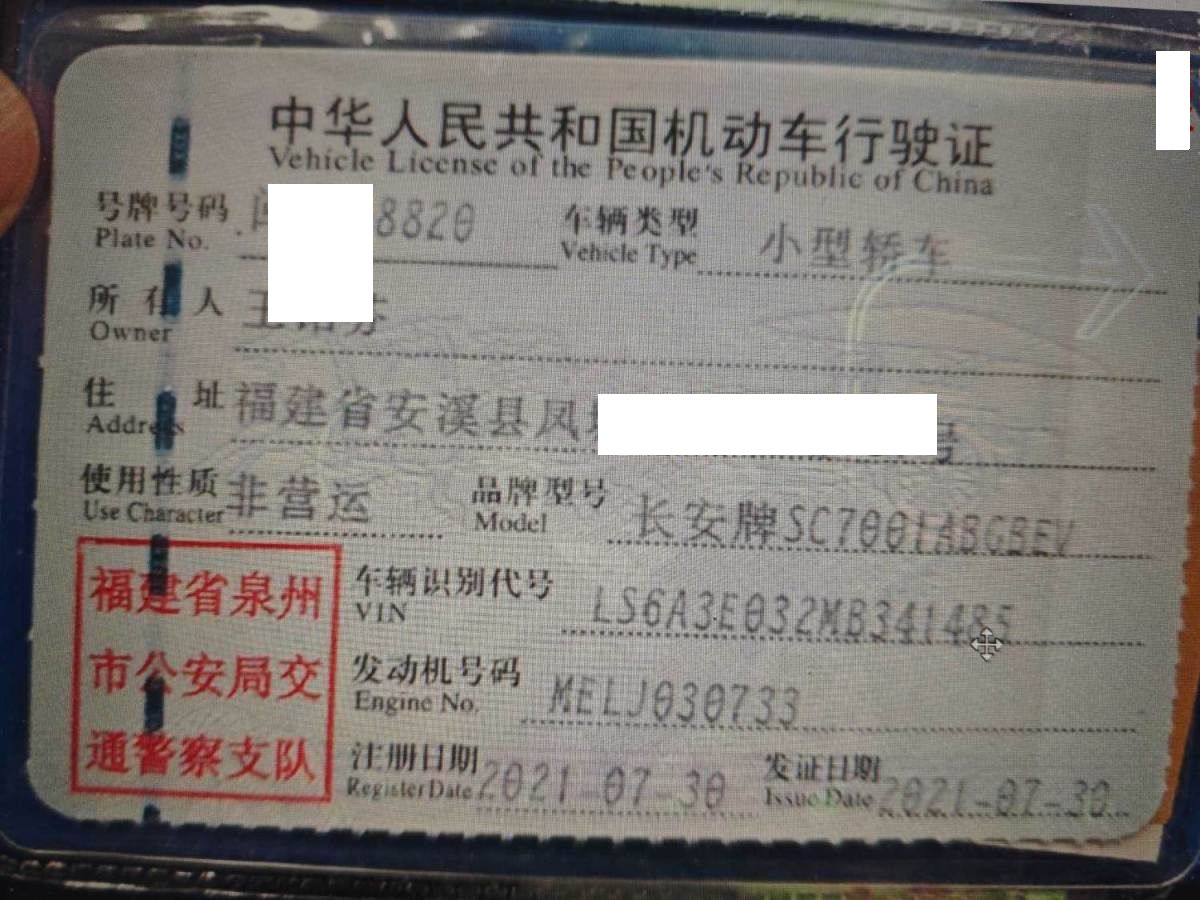 中华人民共和国机动车行驶证
Vehicle License of the People's Republic of China
号牌号码 8820 车辆类型 小型轿车
Plate No. Vehicle Type
所有人 王
Owner
住址 福建省安溪县凤 号
Address
使用性质 非营运 品牌型号 长安牌SC7001ABGBEV
Use Character Model
福建省泉州
市公安局交
通警察支队
车辆识别代号 LS6A3E032MB341485
VIN
发动机号码 MELJ030733
Engine No.
注册日期 2021-07-30 发证日期 2021-07-30
Register Date Issue Date